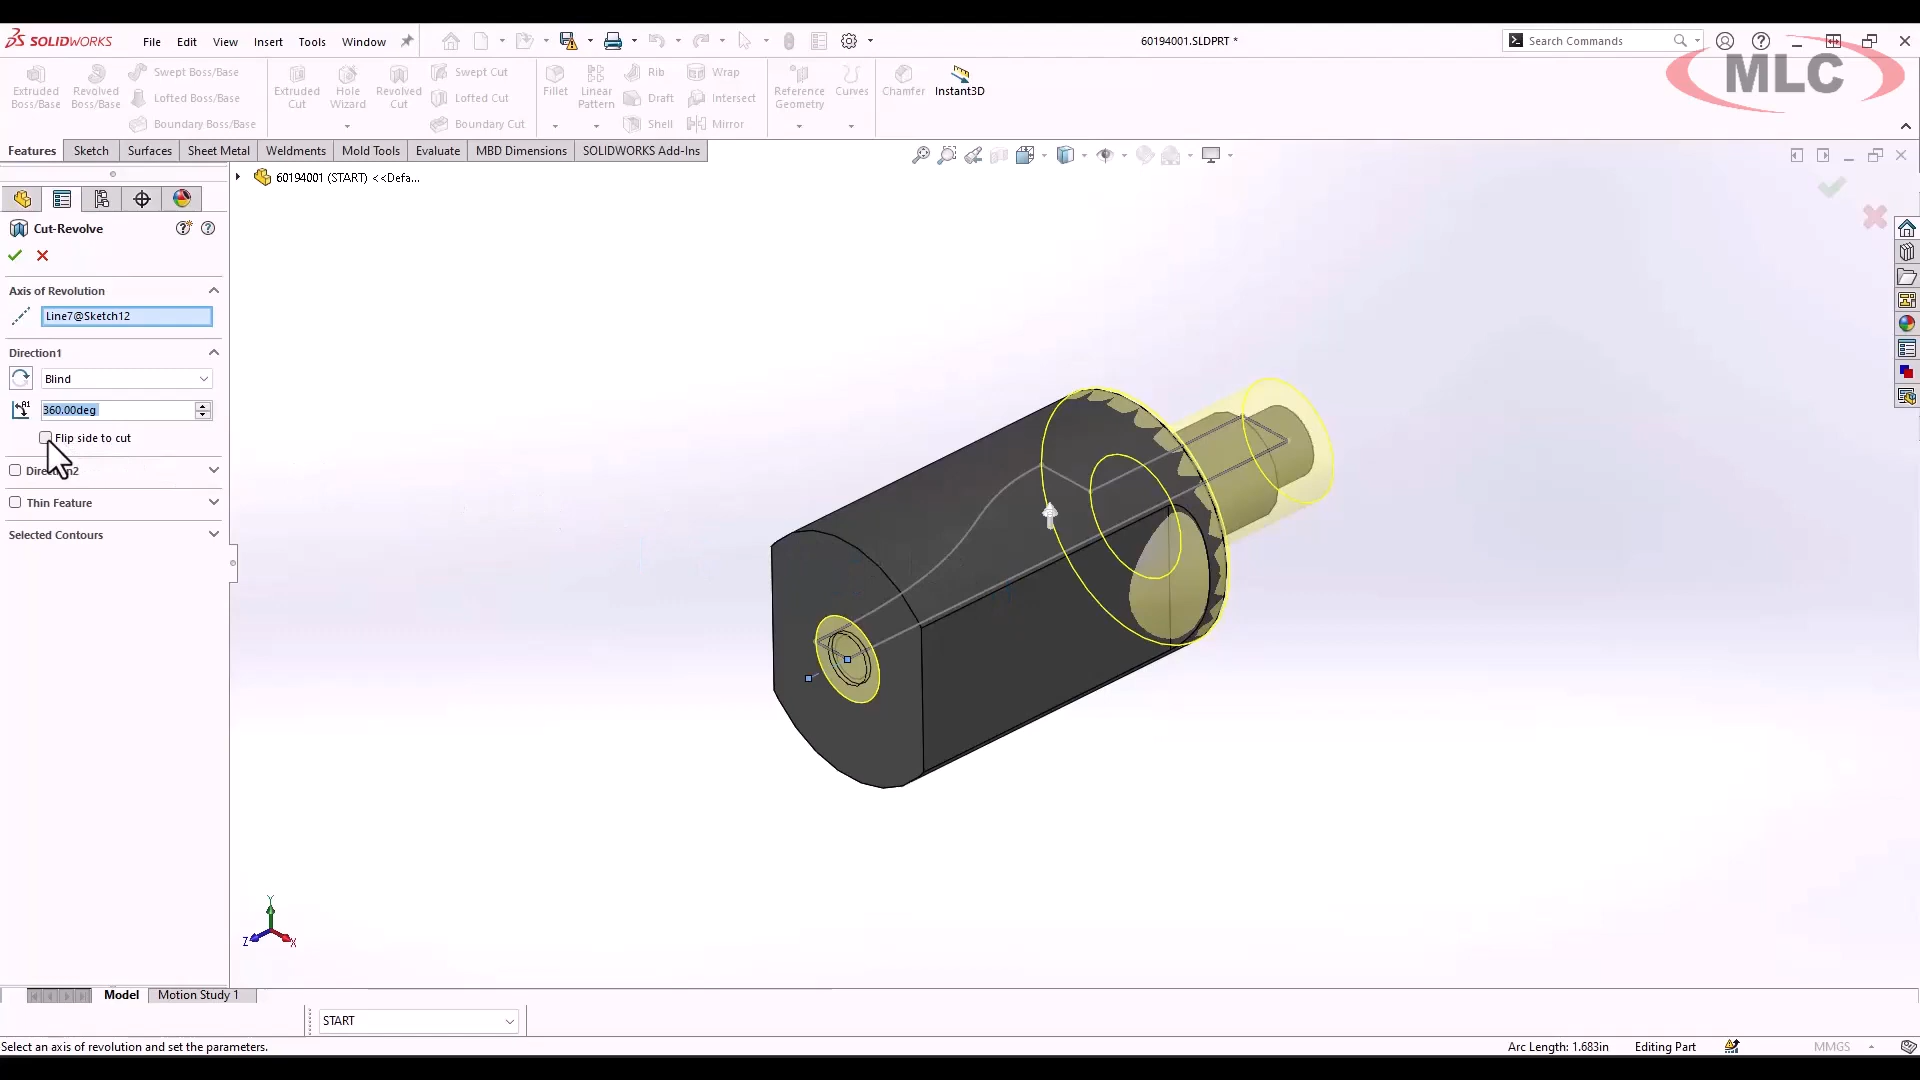 SOLIDWORKS File Edit View Insert Tools Window 60194001.SLDPRT * Search Commands
MLC
Extruded Boss/Base Revolved Boss/Base Swept Boss/Base Extruded Cut Hole Wizard Revolved Cut Swept Cut Fillet Linear Pattern Rib Wrap Reference Geometry Curves Chamfer Instant3D
Lofted Boss/Base Lofted Cut Draft Intersect
Boundary Boss/Base Boundary Cut Shell Mirror
Features Sketch Surfaces Sheet Metal Weldments Mold Tools Evaluate MBD Dimensions SOLIDWORKS Add-Ins
60194001 (START) <<Defa...
Cut-Revolve
Axis of Revolution
Line7@Sketch12
Direction1
Blind
360.00deg
Flip side to cut
Thin Feature
Selected Contours
Y
Z X
Model Motion Study 1
START
Select an axis of revolution and set the parameters. Arc Length: 1.683in Editing Part MMGS